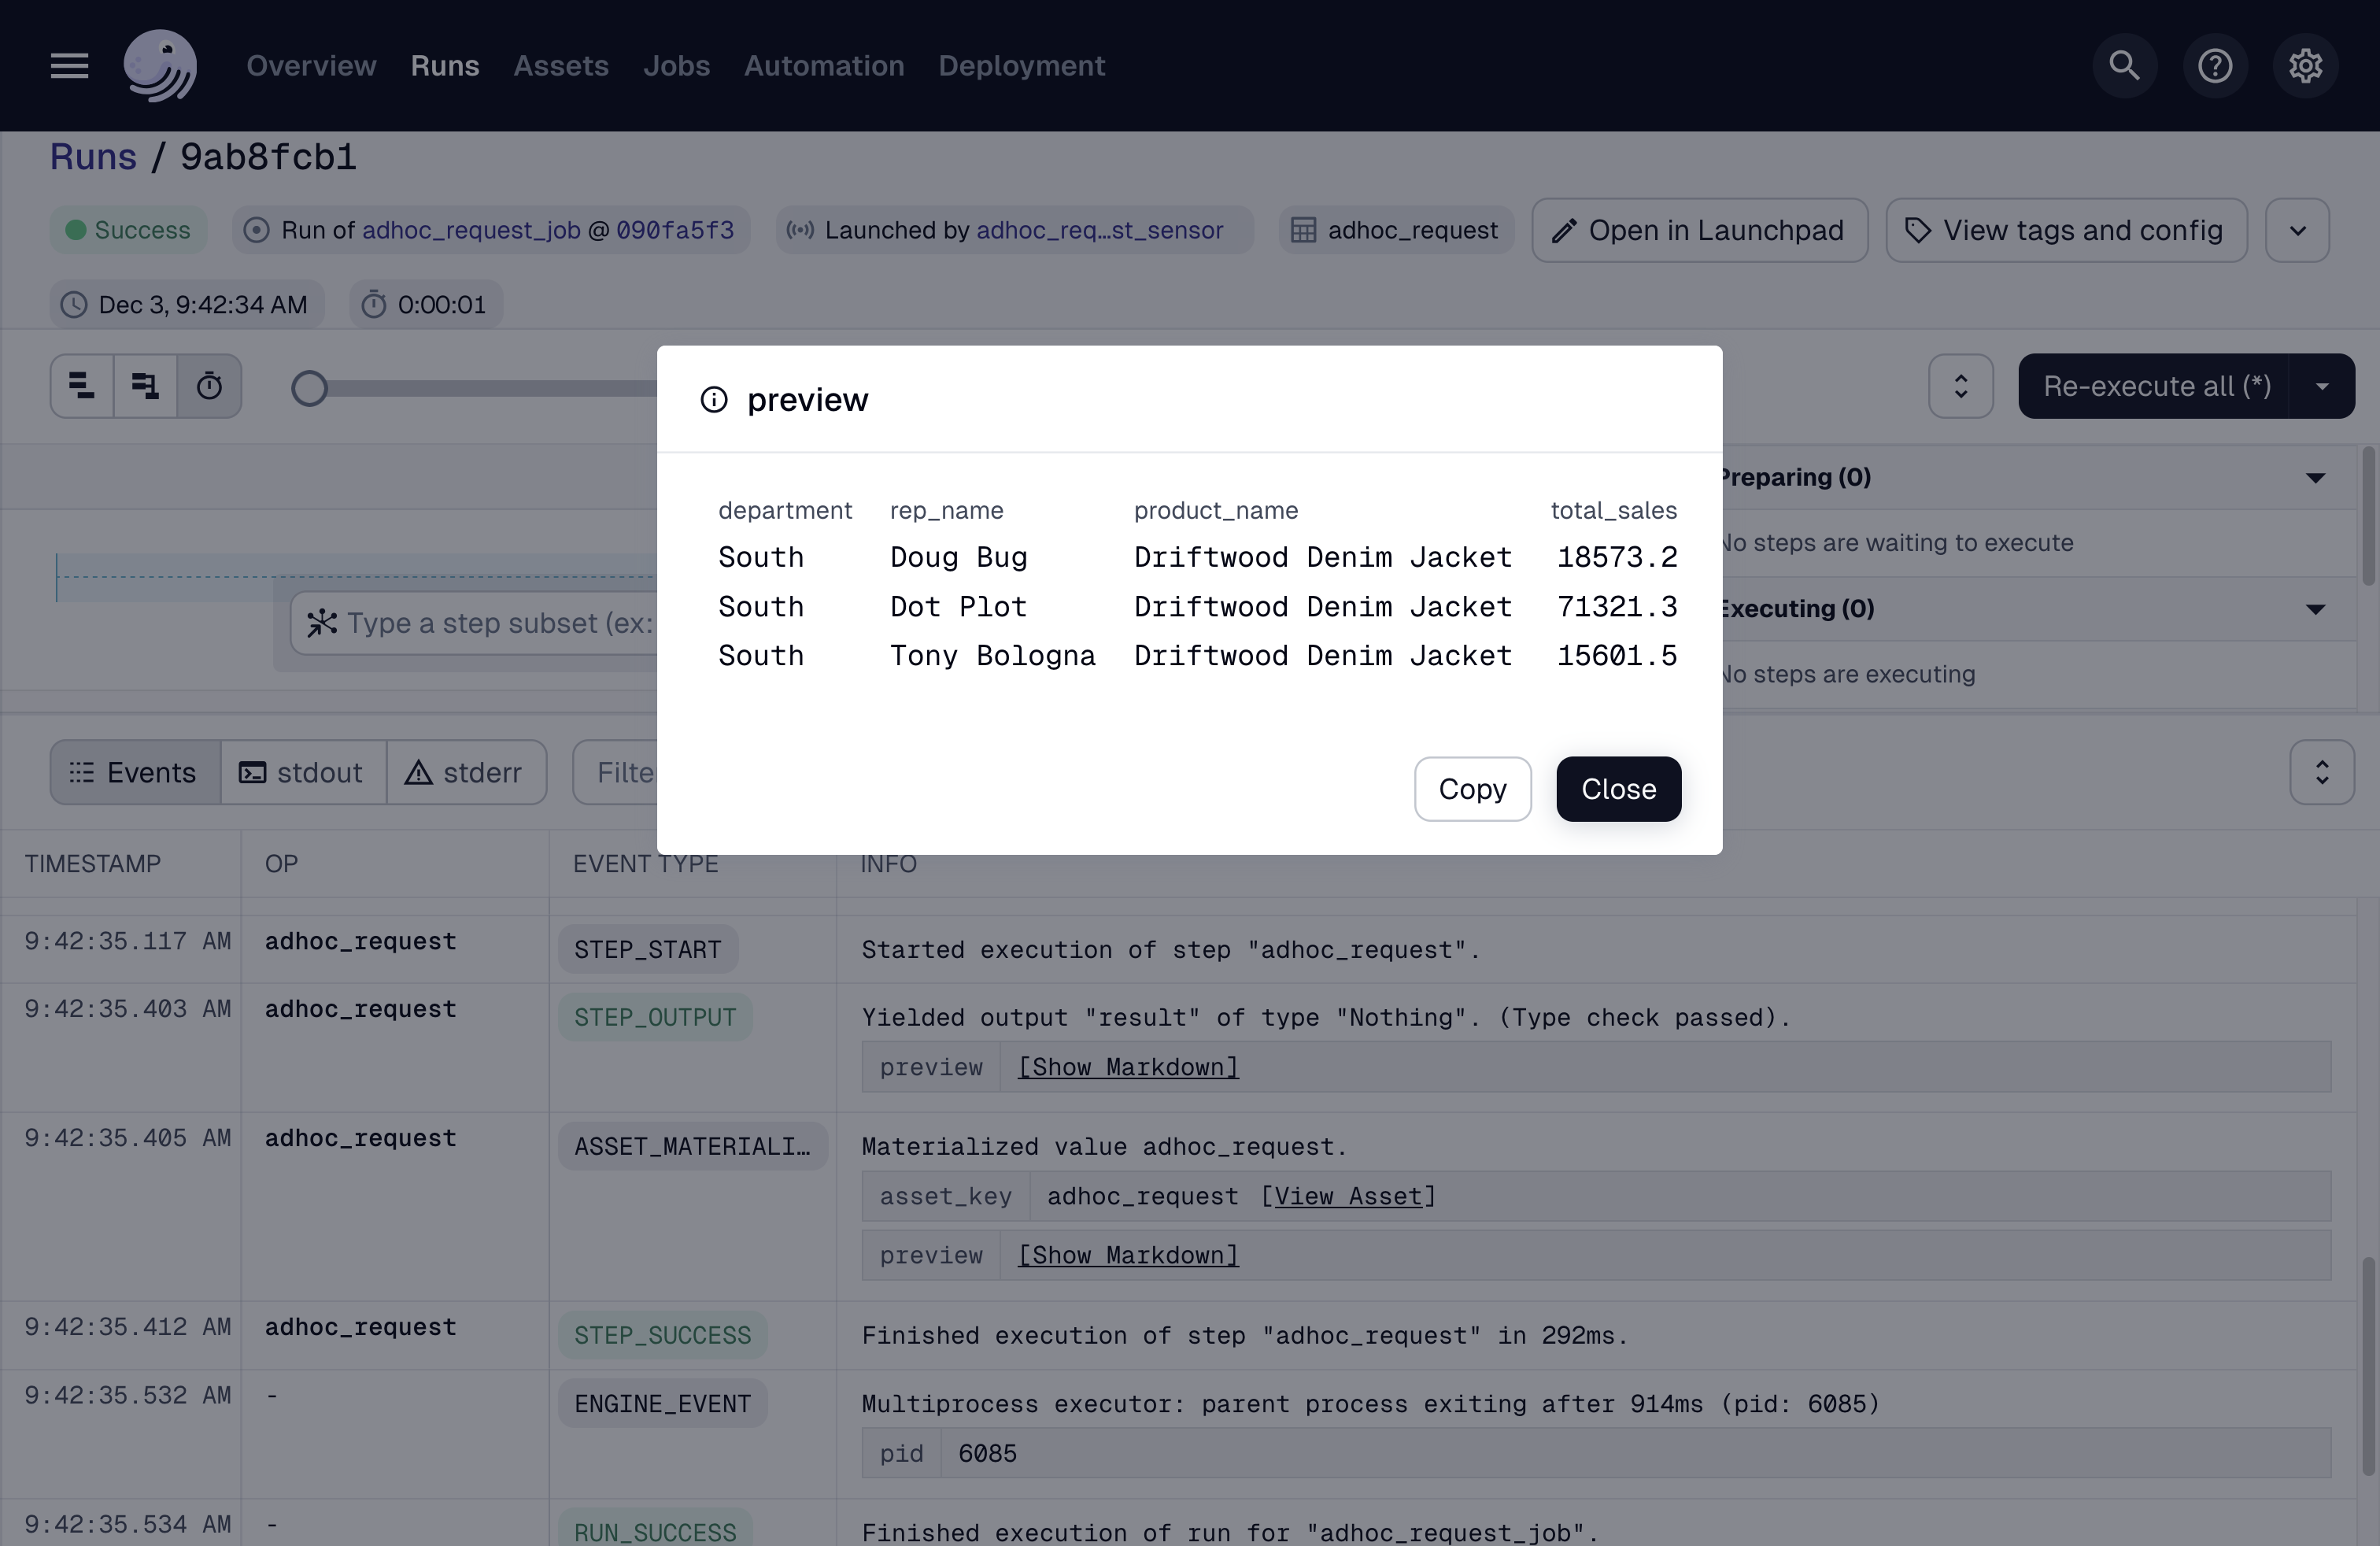 Overview Runs Assets Jobs Automation Deployment
Runs / 9ab8fcb1
Success Run of adhoc_request_job @ 090fa5f3 Launched by adhoc_req...st_sensor adhoc_request Open in Launchpad View tags and config
Dec 3, 9:42:34 AM 0:00:01
Re-execute all (*)
preview
department rep_name product_name total_sales
South Doug Bug Driftwood Denim Jacket 18573.2
South Dot Plot Driftwood Denim Jacket 71321.3
South Tony Bologna Driftwood Denim Jacket 15601.5
Copy Close
Preparing (0)
No steps are waiting to execute
Executing (0)
No steps are executing
Type a step subset (ex:
Events stdout stderr Filte
TIMESTAMP OP EVENT TYPE INFO
9:42:35.117 AM adhoc_request STEP_START Started execution of step "adhoc_request".
9:42:35.403 AM adhoc_request STEP_OUTPUT Yielded output "result" of type "Nothing". (Type check passed).
preview [Show Markdown]
9:42:35.405 AM adhoc_request ASSET_MATERIALI… Materialized value adhoc_request.
asset_key adhoc_request [View Asset]
preview [Show Markdown]
9:42:35.412 AM adhoc_request STEP_SUCCESS Finished execution of step "adhoc_request" in 292ms.
9:42:35.532 AM - ENGINE_EVENT Multiprocess executor: parent process exiting after 914ms (pid: 6085)
pid 6085
9:42:35.534 AM - RUN_SUCCESS Finished execution of run for "adhoc_request_job".